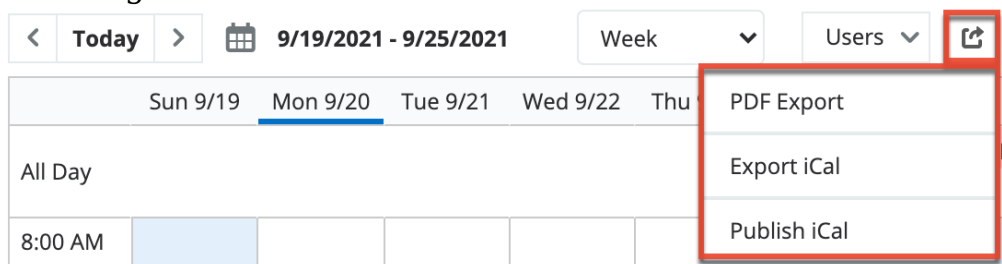 Today 9/19/2021 - 9/25/2021 Week Users
Sun 9/19 Mon 9/20 Tue 9/21 Wed 9/22 Thu
PDF Export
All Day
Export iCal
Publish iCal
8:00 AM